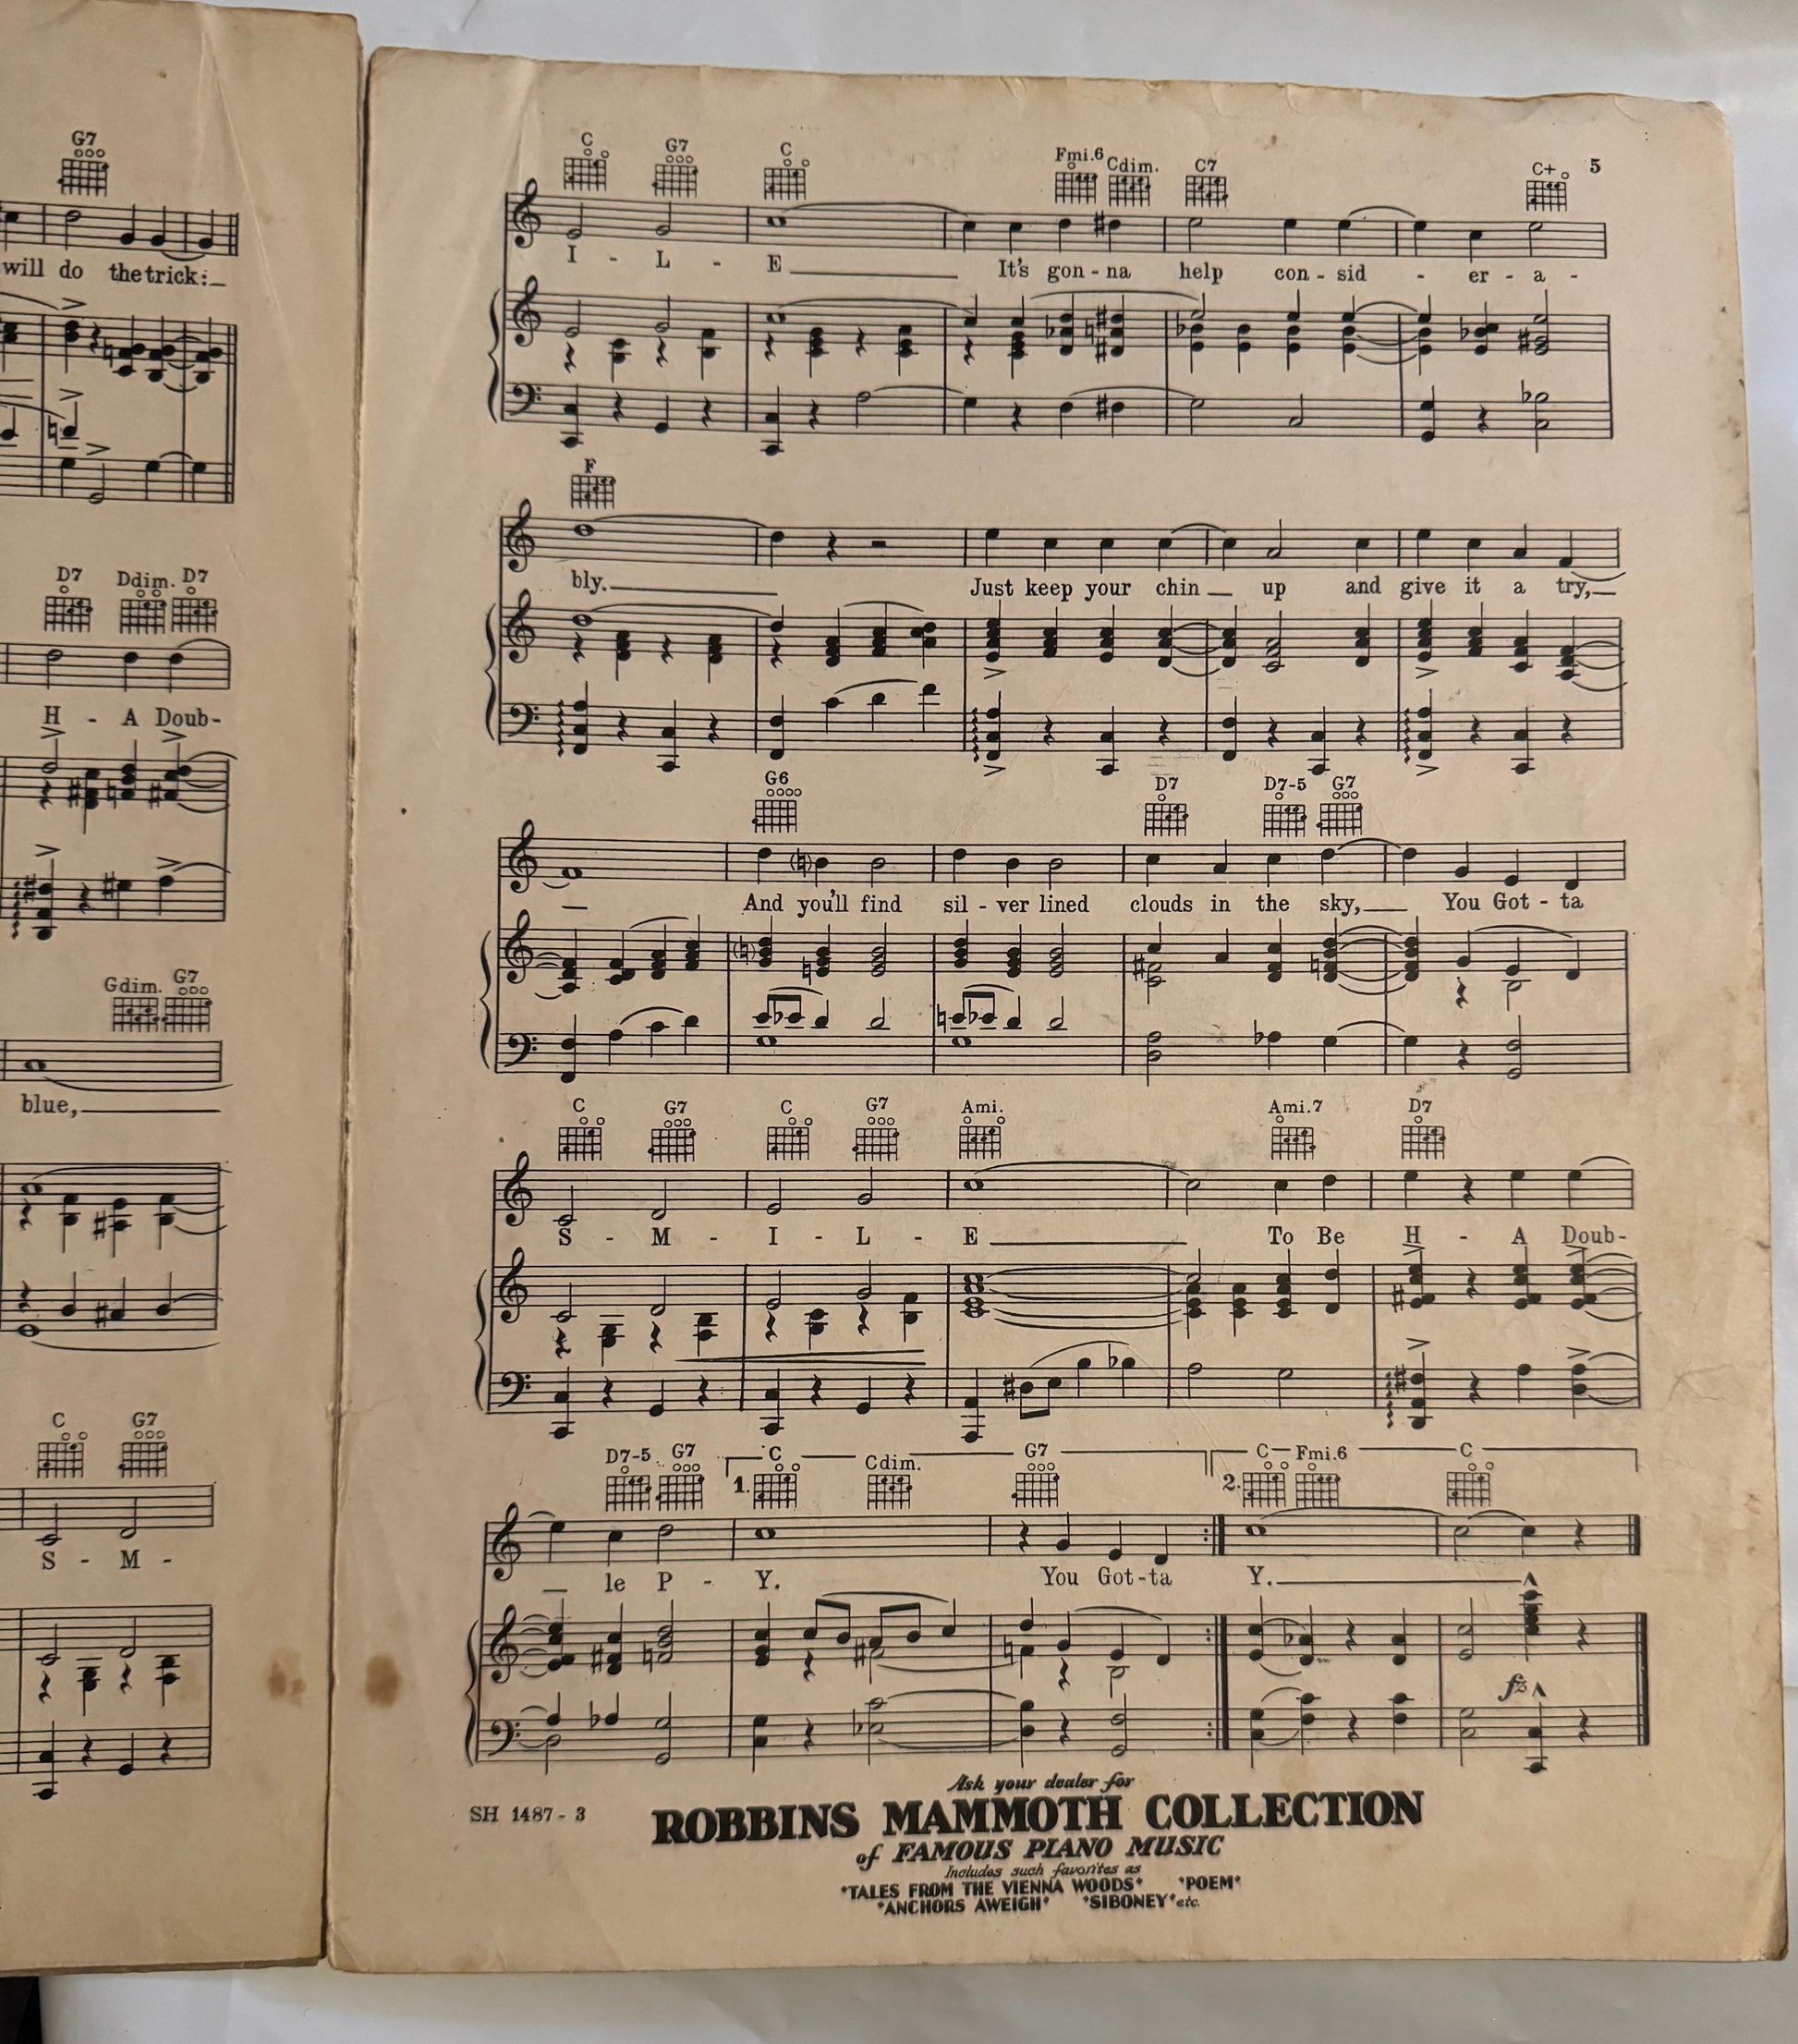 G7
will do the trick:
D7 Ddim. D7
H - A Doub-
Gdim. G7
blue,
C G7
S - M -
5
C G7 C Fmi.6 Cdim. C7 C+
I - L - E It's gon - na help con - sid - er - a -
F
bly. Just keep your chin up and give it a try,
G6 D7 D7-5 G7
And you'll find sil - ver lined clouds in the sky, You Got - ta
C G7 C G7 Ami. Ami.7 D7
S - M - I - L - E To Be H - A Doub-
D7-5 G7 1. C Cdim. G7 2. C Fmi.6 C
le P - Y. You Got-ta Y.
fz
SH 1487 - 3
Ask your dealer for
ROBBINS MAMMOTH COLLECTION
of FAMOUS PIANO MUSIC
Includes such favorites as
"TALES FROM THE VIENNA WOODS" "POEM"
"ANCHORS AWEIGH" "SIBONEY" etc.